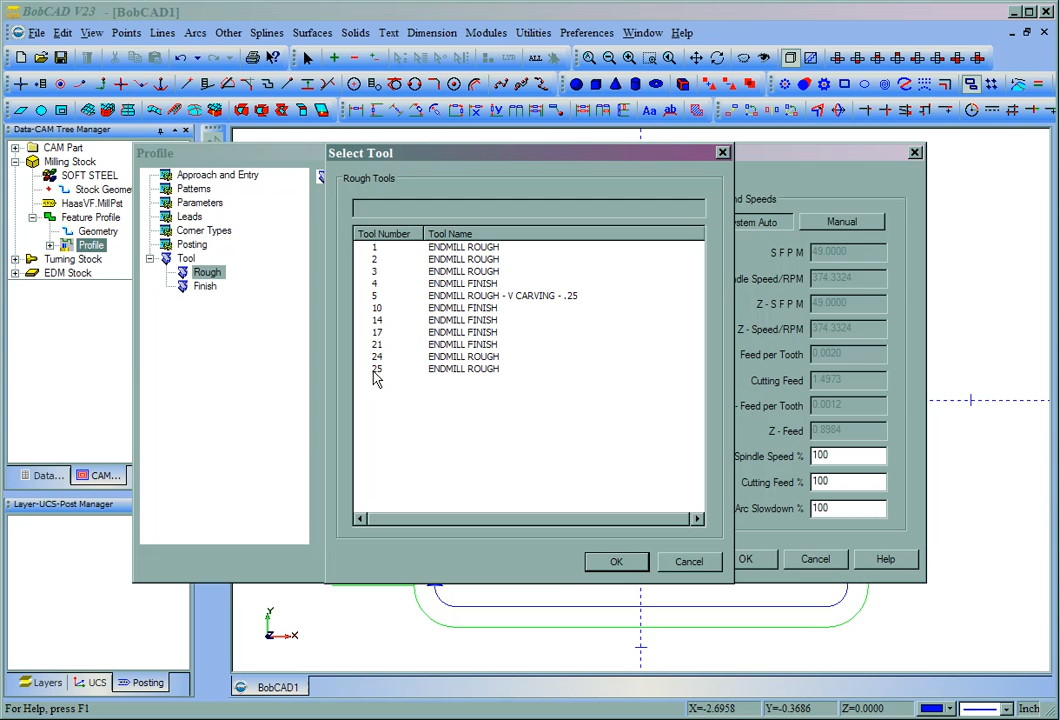 BobCAD V23 - [BobCAD1]
File Edit View Points Lines Arcs Other Splines Surfaces Solids Text Dimension Modules Utilities Preferences Window Help
Data-CAM Tree Manager
CAM Part
Milling Stock
SOFT STEEL
Stock Geome
HaasVF.MillPst
Feature Profile
Geometry
Profile
Turning Stock
EDM Stock
Data...
CAM...
Layer-UCS-Post Manager
Layers
UCS
Posting
Profile
Approach and Entry
Patterns
Parameters
Leads
Corner Types
Posting
Tool
Rough
Finish
Select Tool
Rough Tools
Tool Number Tool Name
1 ENDMILL ROUGH
2 ENDMILL ROUGH
3 ENDMILL ROUGH
4 ENDMILL FINISH
5 ENDMILL ROUGH - V CARVING - .25
10 ENDMILL FINISH
14 ENDMILL FINISH
17 ENDMILL FINISH
21 ENDMILL FINISH
24 ENDMILL ROUGH
25 ENDMILL ROUGH
OK Cancel
nd Speeds
ystem Auto Manual
S F P M 49.0000
ndle Speed/RPM 374.3324
Z - S F P M 49.0000
Z - Speed/RPM 374.3324
Feed per Tooth 0.0020
Cutting Feed 1.4973
- Feed per Tooth 0.0012
Z - Feed 0.8984
Spindle Speed % 100
Cutting Feed % 100
Arc Slowdown % 100
OK Cancel Help
Y
Z X
BobCAD1
For Help, press F1
X=-2.6958 Y=-0.3686 Z=0.0000 Inch